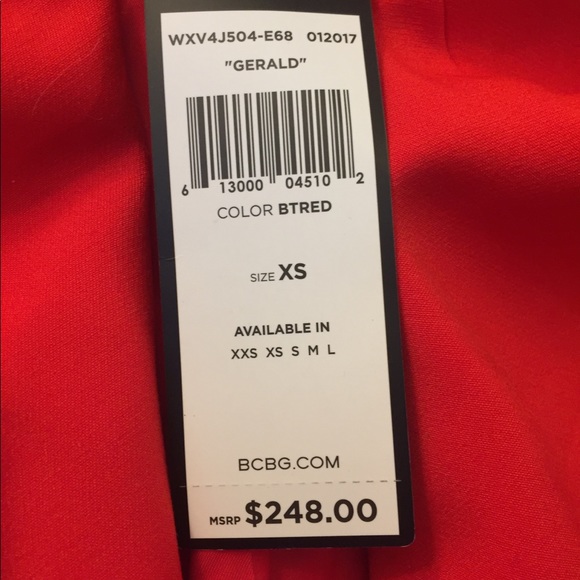 WXV4J504-E68 012017
"GERALD"
6 13000 04510 2
COLOR BTRED
SIZE XS
AVAILABLE IN
XXS XS S M L
BCBG.COM
MSRP $248.00